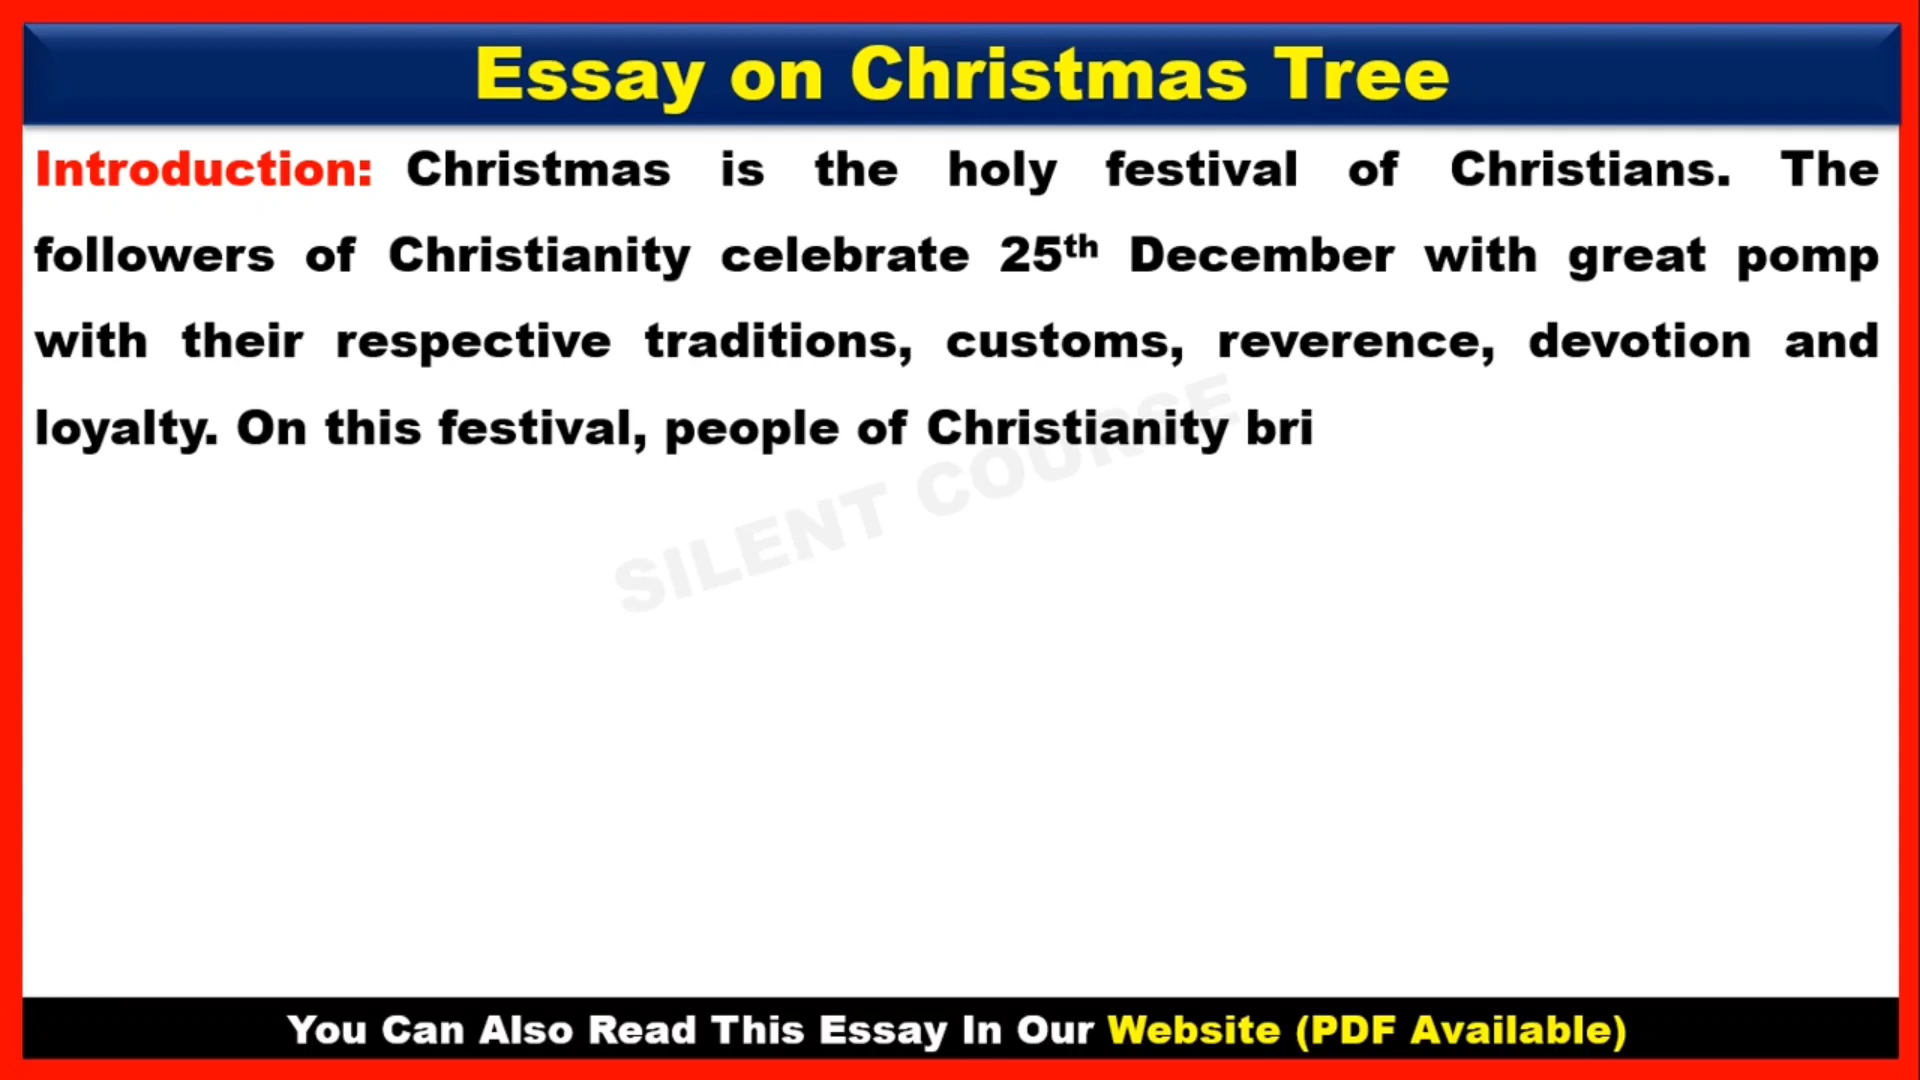 Essay on Christmas Tree
Introduction: Christmas is the holy festival of Christians. The
followers of Christianity celebrate 25th December with great pomp
with their respective traditions, customs, reverence, devotion and
loyalty. On this festival, people of Christianity bri
SILENT COURSE
You Can Also Read This Essay In Our Website (PDF Available)